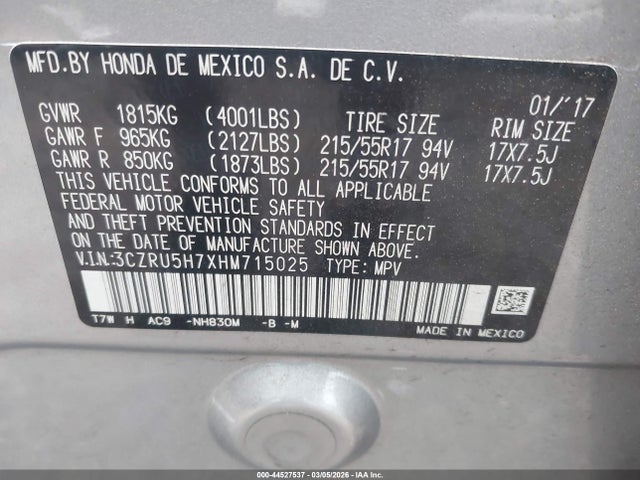 MFD.BY HONDA DE MEXICO S.A. DE C.V.
01/'17
GVWR 1815KG (4001LBS) TIRE SIZE RIM SIZE
GAWR F 965KG (2127LBS) 215/55R17 94V 17X7.5J
GAWR R 850KG (1873LBS) 215/55R17 94V 17X7.5J
THIS VEHICLE CONFORMS TO ALL APPLICABLE
FEDERAL MOTOR VEHICLE SAFETY
AND THEFT PREVENTION STANDARDS IN EFFECT
ON THE DATE OF MANUFACTURE SHOWN ABOVE.
V.I.N:3CZRU5H7XHM715025 TYPE: MPV
T7W H AC9 -NH830M -B -M
MADE IN MEXICO
000-44527537 - 03/05/2026 - IAA Inc.